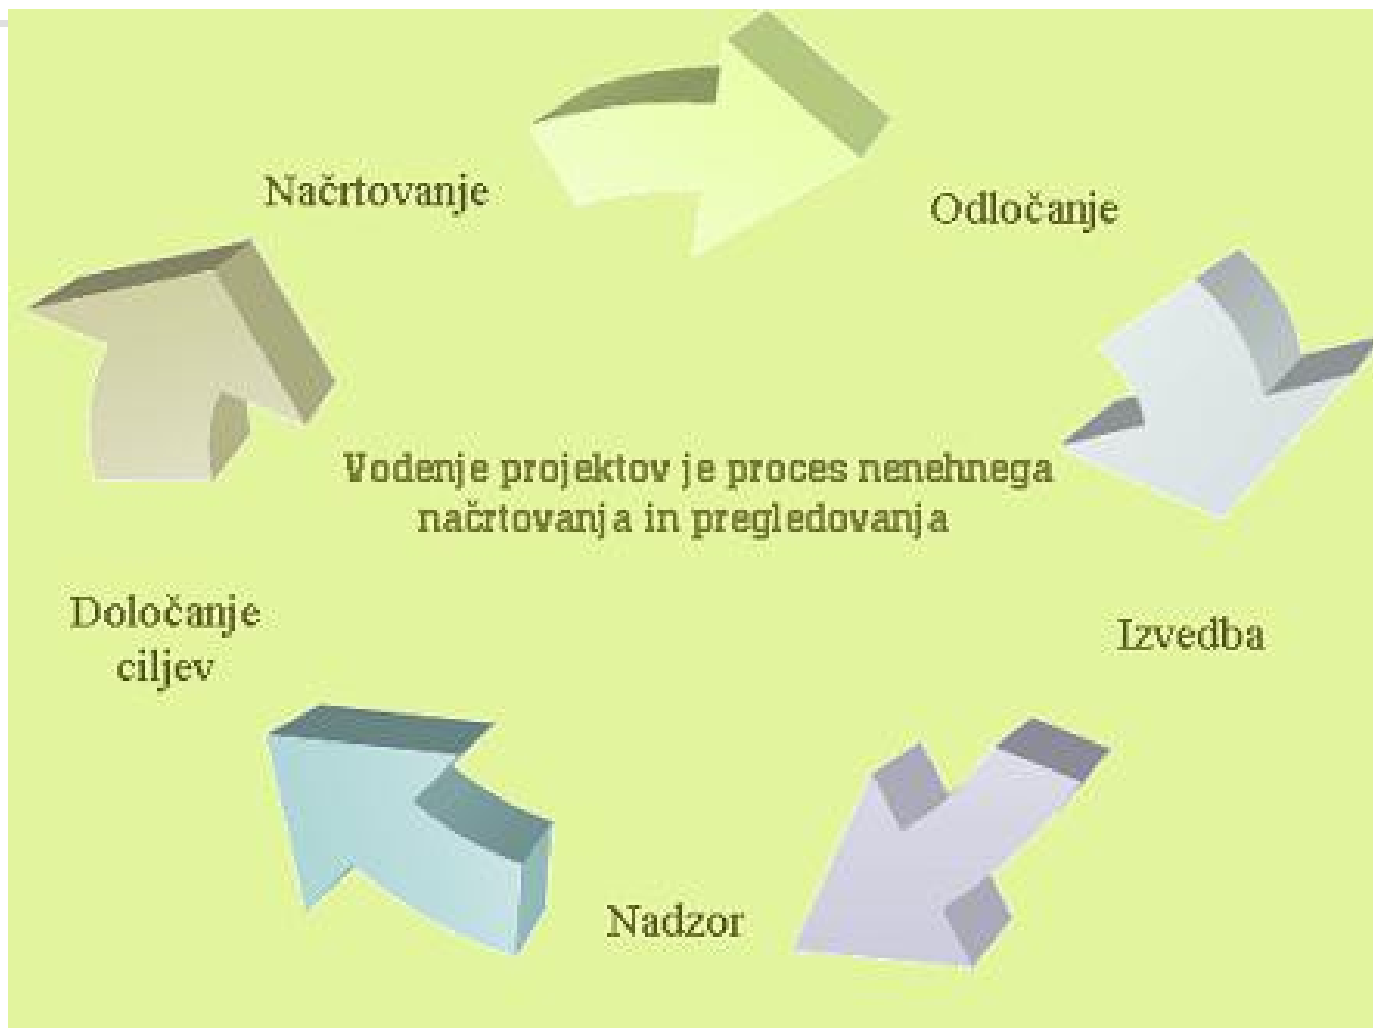 Načrtovanje
Odločanje
Vodenje projektov je proces nenehnega
načrtovanja in pregledovanja
Določanje
ciljev
Izvedba
Nadzor